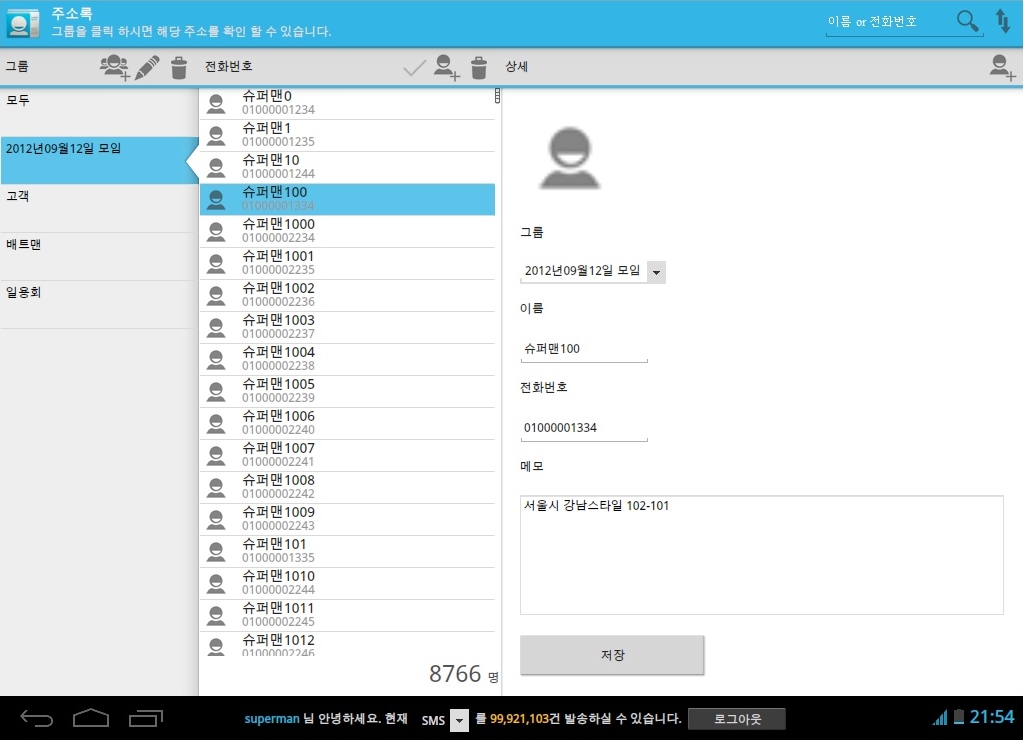 주소록
그룹을 클릭 하시면 해당 주소를 확인 할 수 있습니다.
이름 or 전화번호
그룹
전화번호
상세
모두
2012년09월12일 모임
고객
배트맨
일용회
슈퍼맨0
01000001234
슈퍼맨1
01000001235
슈퍼맨10
01000001244
슈퍼맨100
01000001334
슈퍼맨1000
01000002234
슈퍼맨1001
01000002235
슈퍼맨1002
01000002236
슈퍼맨1003
01000002237
슈퍼맨1004
01000002238
슈퍼맨1005
01000002239
슈퍼맨1006
01000002240
슈퍼맨1007
01000002241
슈퍼맨1008
01000002242
슈퍼맨1009
01000002243
슈퍼맨101
01000001335
슈퍼맨1010
01000002244
슈퍼맨1011
01000002245
슈퍼맨1012
01000002246
8766 명
그룹
2012년09월12일 모임
이름
슈퍼맨100
전화번호
01000001334
메모
서울시 강남스타일 102-101
저장
superman 님 안녕하세요. 현재 SMS 를 99,921,103건 발송하실 수 있습니다. 로그아웃
21:54